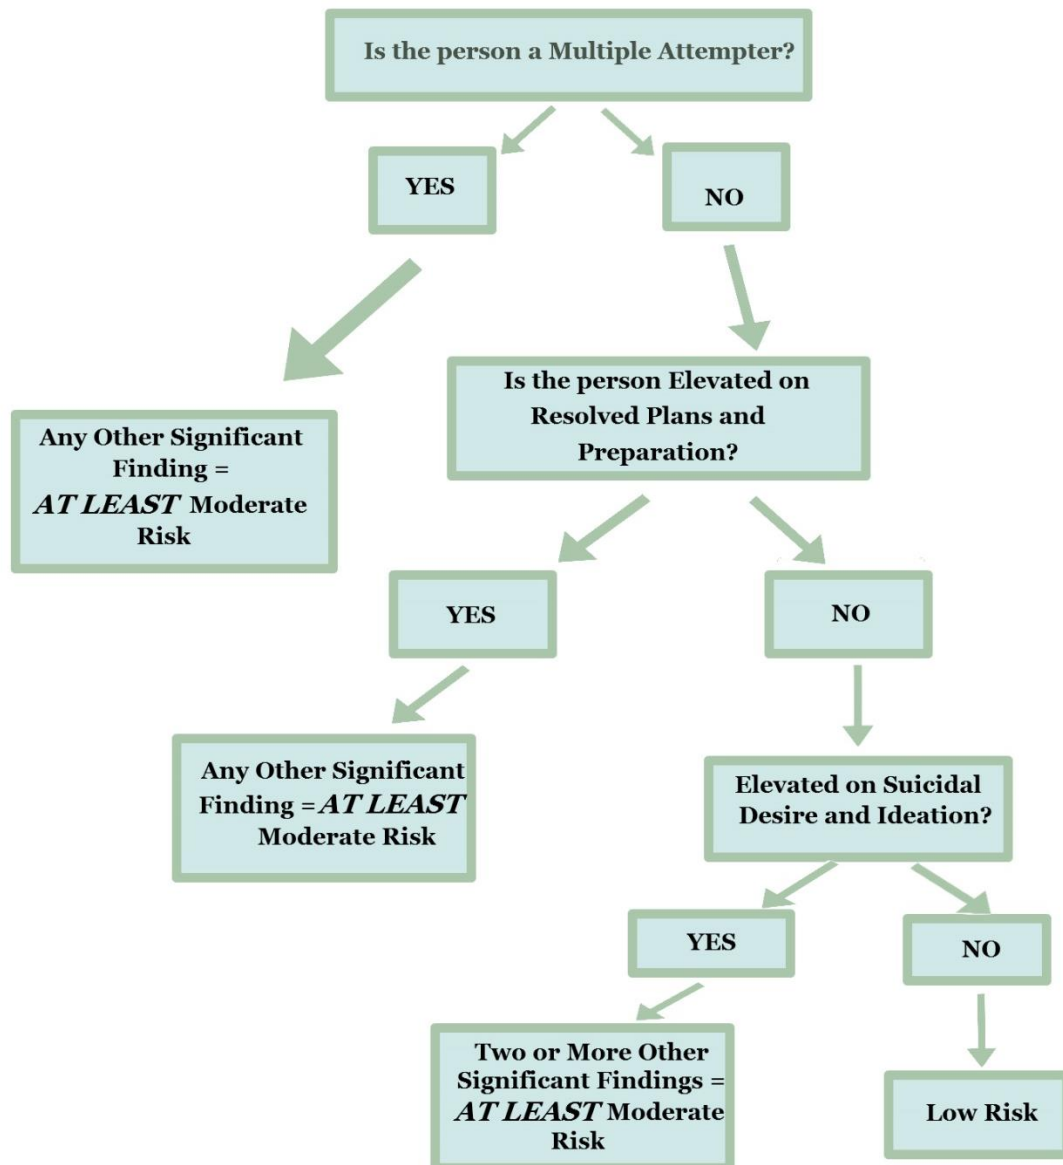 Is the person a Multiple Attempter?
YES
NO
Any Other Significant
Finding =
AT LEAST Moderate
Risk
Is the person Elevated on
Resolved Plans and
Preparation?
YES
NO
Any Other Significant
Finding = AT LEAST
Moderate Risk
Elevated on Suicidal
Desire and Ideation?
YES
NO
Two or More Other
Significant Findings =
AT LEAST Moderate
Risk
Low Risk